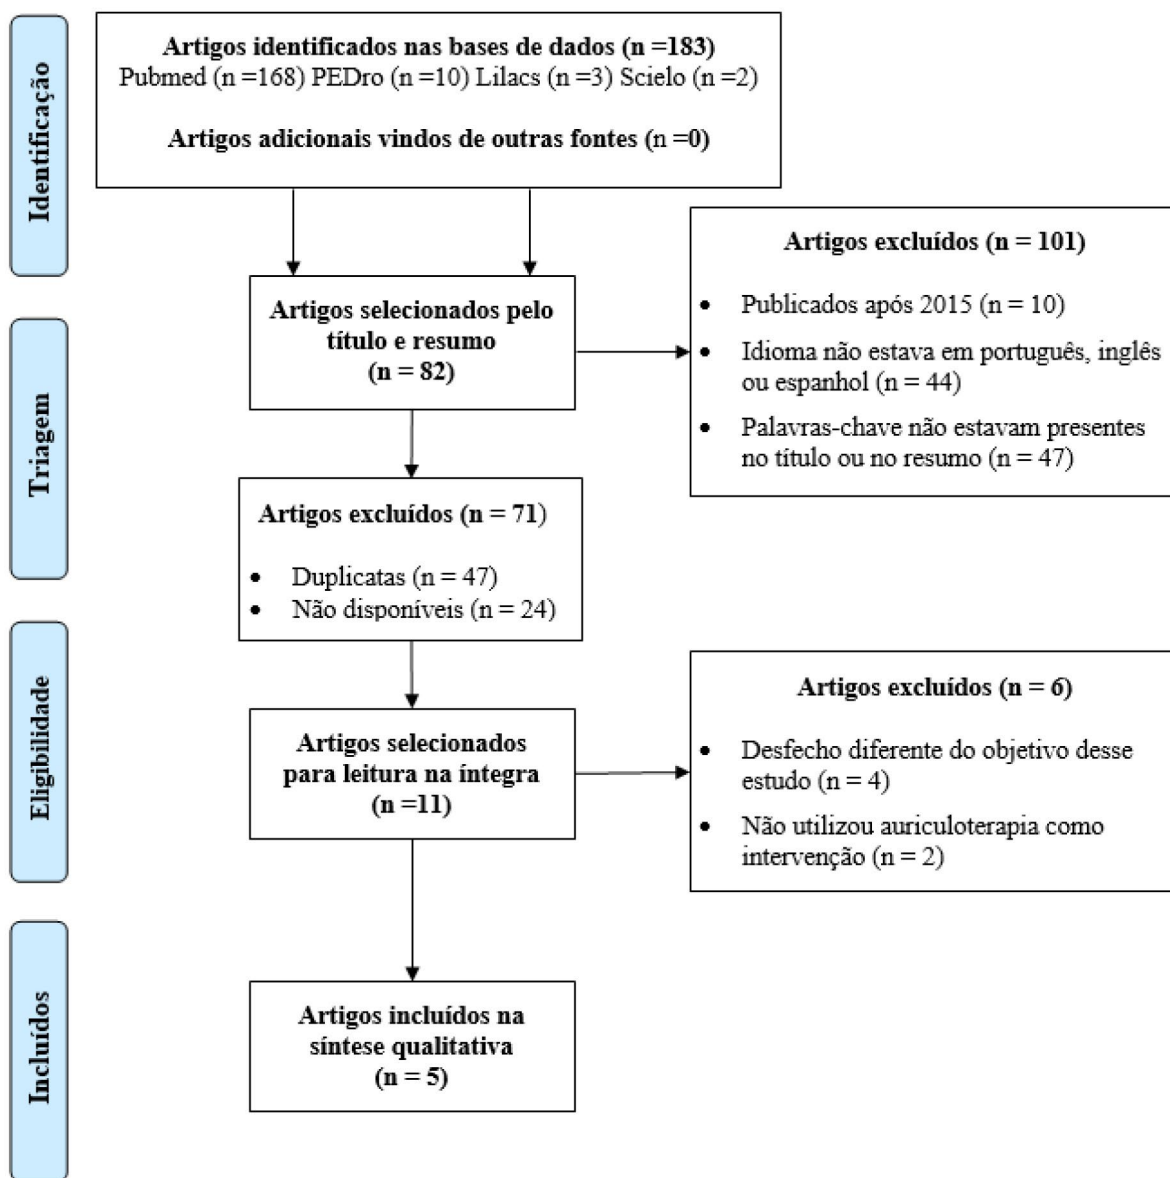 Identificação
Artigos identificados nas bases de dados (n =183)
Pubmed (n =168) PEDro (n =10) Lilacs (n =3) Scielo (n =2)
Artigos adicionais vindos de outras fontes (n =0)
Triagem
Artigos selecionados pelo
título e resumo
(n = 82)
Artigos excluídos (n = 101)
• Publicados após 2015 (n = 10)
• Idioma não estava em português, inglês
ou espanhol (n = 44)
• Palavras-chave não estavam presentes
no título ou no resumo (n = 47)
Artigos excluídos (n = 71)
• Duplicatas (n = 47)
• Não disponíveis (n = 24)
Eligibilidade
Artigos selecionados
para leitura na íntegra
(n =11)
Artigos excluídos (n = 6)
• Desfecho diferente do objetivo desse
estudo (n = 4)
• Não utilizou auriculoterapia como
intervenção (n = 2)
Incluídos
Artigos incluídos na
síntese qualitativa
(n = 5)